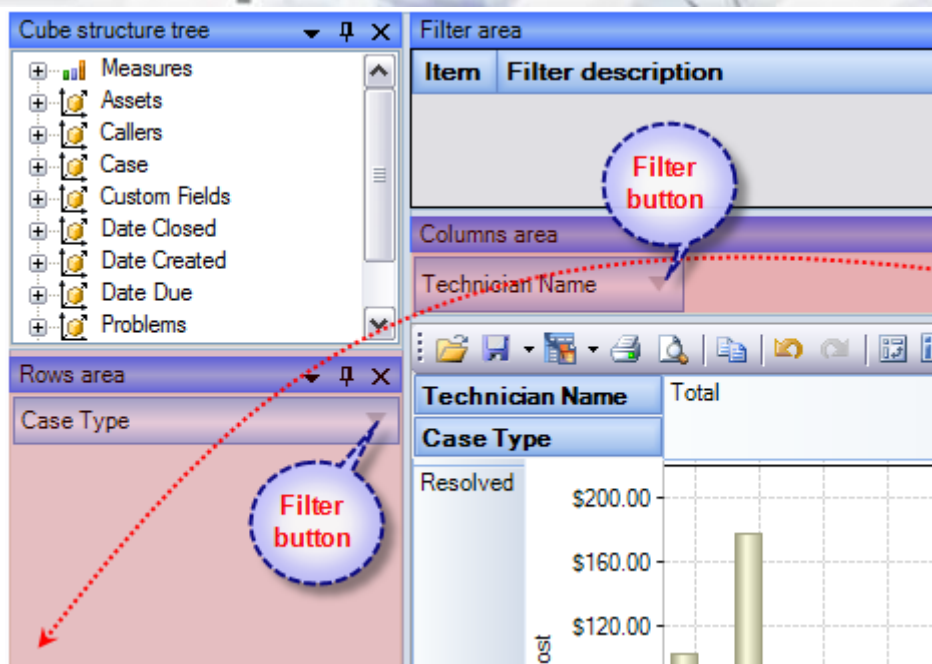 Cube structure tree
Measures
Assets
Callers
Case
Custom Fields
Date Closed
Date Created
Date Due
Problems
Filter area
Item Filter description
Filter
button
Columns area
Technician Name
Rows area
Case Type
Filter
button
Technician Name Total
Case Type
Resolved
$200.00
$160.00
$120.00